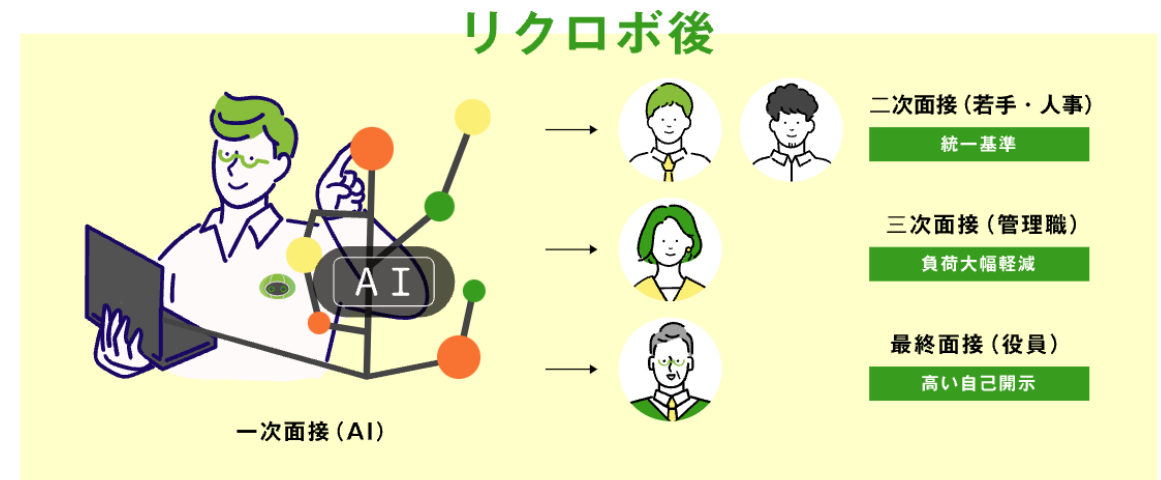 リクロボ後
AI
一次面接（AI）
二次面接（若手・人事）
統一基準
三次面接（管理職）
負荷大幅軽減
最終面接（役員）
高い自己開示